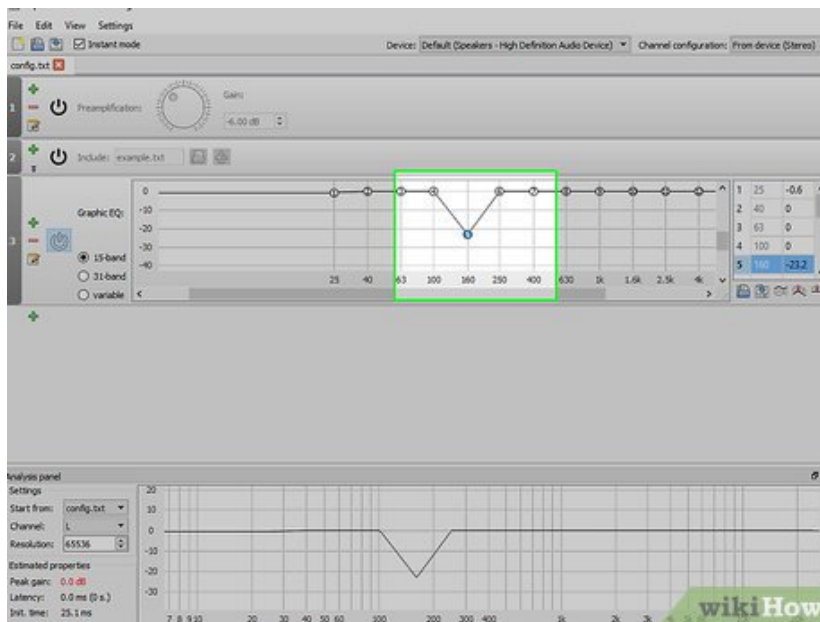 File Edit View Settings
Instant mode Device: Default (Speakers - High Definition Audio Device) Channel configuration: From device (Stereo)
config.txt
1 Preamplification: Gain:
-6.00 dB
2 Include: example.txt
3 Graphic EQ:
15-band
31-band
variable
0
-10
-20
-30
-40
25 40 63 100 160 250 400 630 1k 1.6k 2.5k 4k
1 25 -0.6
2 40 0
3 63 0
4 100 0
5 160 -23.2
Analysis panel
Settings
Start from: config.txt
Channel: L
Resolution: 65536
Estimated properties
Peak gain: 0.0 dB
Latency: 0.0 ms (0 s.)
Init. time: 25.1 ms
20
10
0
-10
-20
-30
7 8 9 10 20 30 40 50 60 100 200 300 400 1k 2k 3k
wikiHow